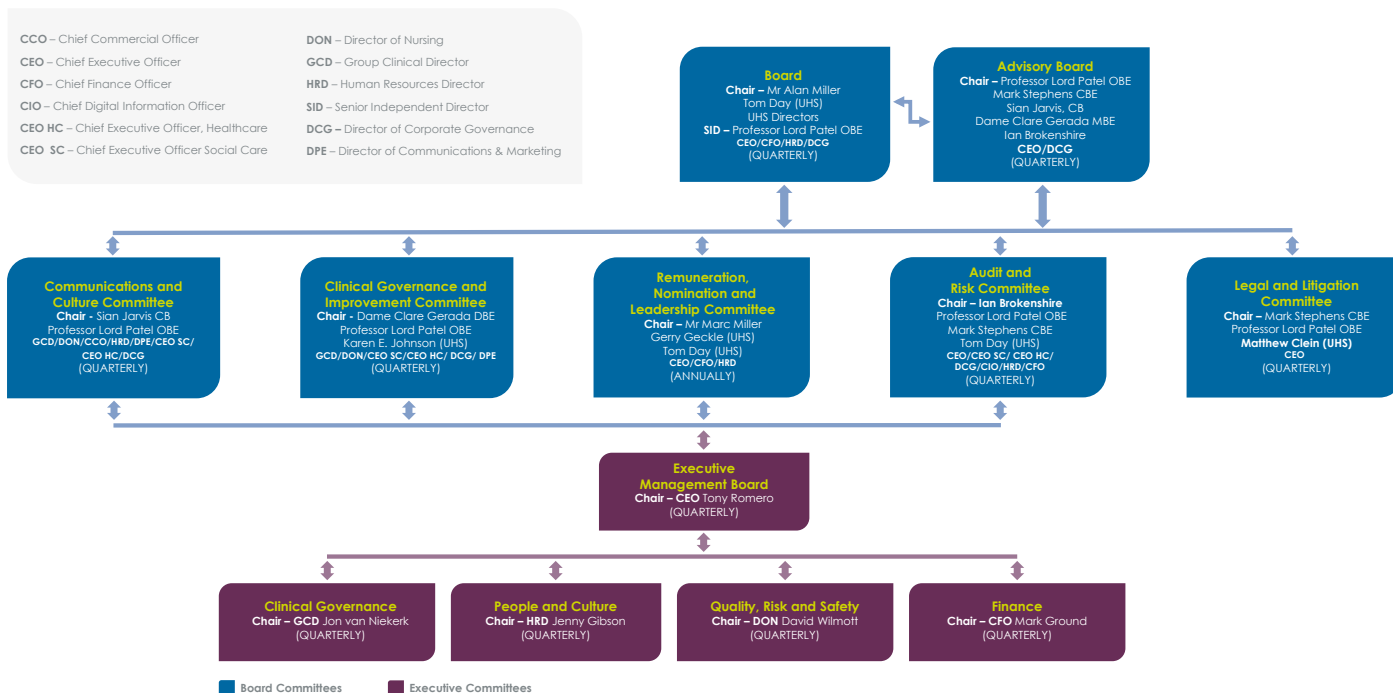 CCO – Chief Commercial Officer
CEO – Chief Executive Officer
CFO – Chief Finance Officer
CIO – Chief Digital Information Officer
CEO HC – Chief Executive Officer, Healthcare
CEO SC – Chief Executive Officer Social Care
DON – Director of Nursing
GCD – Group Clinical Director
HRD – Human Resources Director
SID – Senior Independent Director
DCG – Director of Corporate Governance
DPE – Director of Communications & Marketing
Board
Chair – Mr Alan Miller
Tom Day (UHS)
UHS Directors
SID – Professor Lord Patel OBE
CEO/CFO/HRD/DCG
(QUARTERLY)
Advisory Board
Chair – Professor Lord Patel OBE
Mark Stephens CBE
Sian Jarvis, CB
Dame Clare Gerada MBE
Ian Brokenshire
CEO/DCG
(QUARTERLY)
Communications and
Culture Committee
Chair - Sian Jarvis CB
Professor Lord Patel OBE
GCD/DON/CCO/HRD/DPE/CEO SC/
CEO HC/DCG
(QUARTERLY)
Clinical Governance and
Improvement Committee
Chair - Dame Clare Gerada DBE
Professor Lord Patel OBE
Karen E. Johnson (UHS)
GCD/DON/CEO SC/CEO HC/ DCG/ DPE
(QUARTERLY)
Remuneration,
Nomination and
Leadership Committee
Chair – Mr Marc Miller
Gerry Geckle (UHS)
Tom Day (UHS)
CEO/CFO/HRD
(ANNUALLY)
Audit and
Risk Committee
Chair – Ian Brokenshire
Professor Lord Patel OBE
Mark Stephens CBE
Tom Day (UHS)
CEO/CEO SC/ CEO HC/
DCG/CIO/HRD/CFO
(QUARTERLY)
Legal and Litigation
Committee
Chair – Mark Stephens CBE
Professor Lord Patel OBE
Matthew Clein (UHS)
CEO
(QUARTERLY)
Executive
Management Board
Chair – CEO Tony Romero
(QUARTERLY)
Clinical Governance
Chair – GCD Jon van Niekerk
(QUARTERLY)
People and Culture
Chair – HRD Jenny Gibson
(QUARTERLY)
Quality, Risk and Safety
Chair – DON David Wilmott
(QUARTERLY)
Finance
Chair – CFO Mark Ground
(QUARTERLY)
Board Committees
Executive Committees